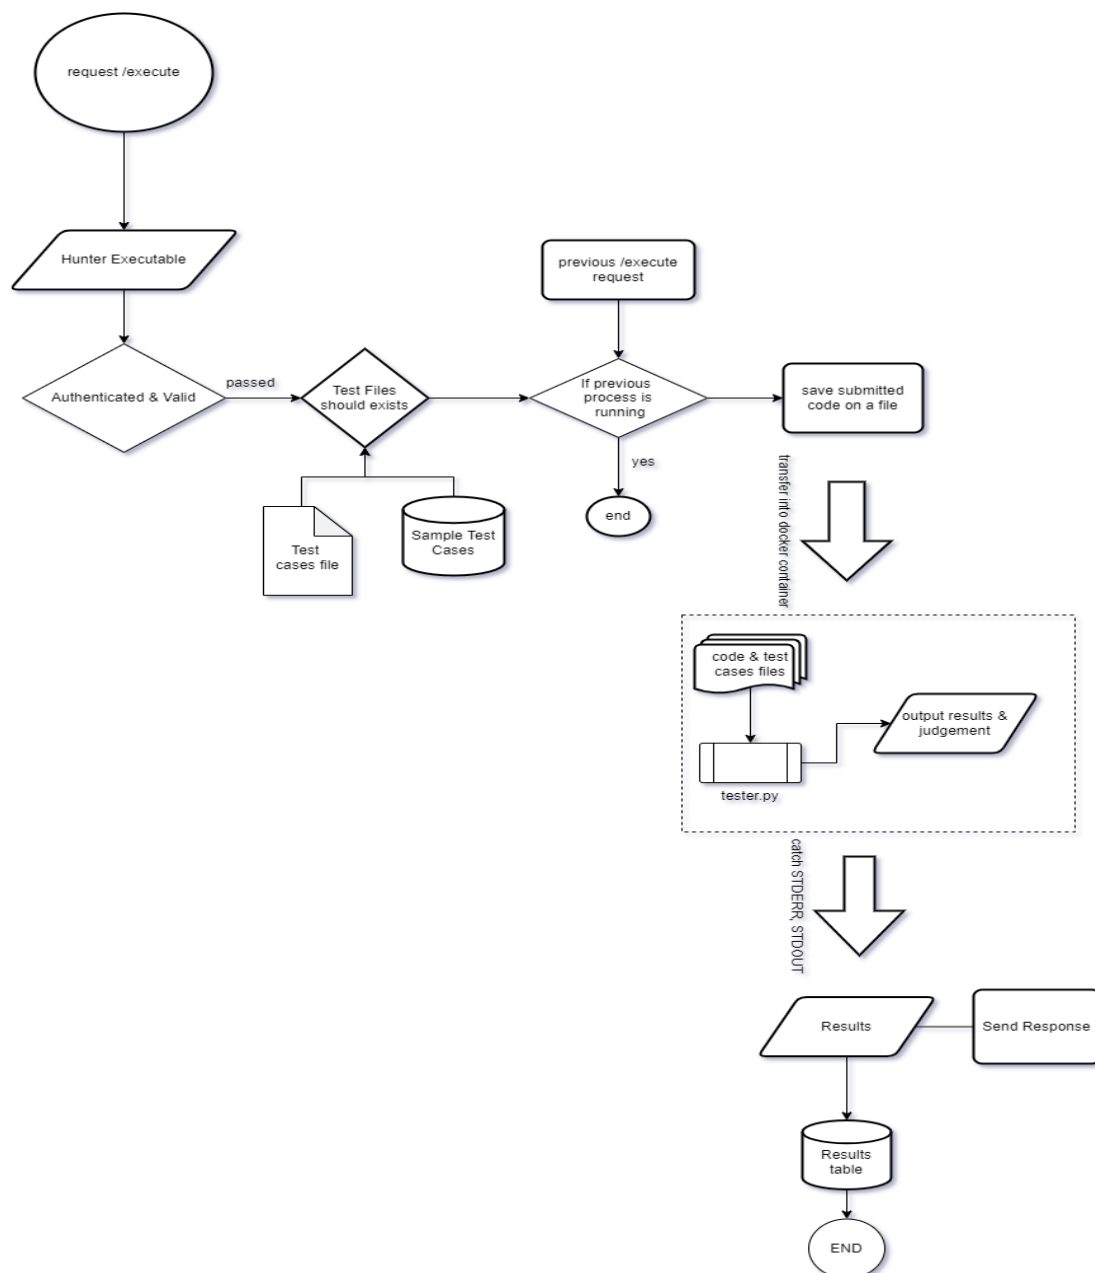 request /execute
Hunter Executable
Authenticated & Valid
passed
Test Files
should exists
Test
cases file
Sample Test
Cases
previous /execute
request
If previous
process is
running
yes
end
save submitted
code on a file
transfer into docker container
code & test
cases files
tester.py
output results &
judgement
catch STDERR, STDOUT
Results
Send Response
Results
table
END